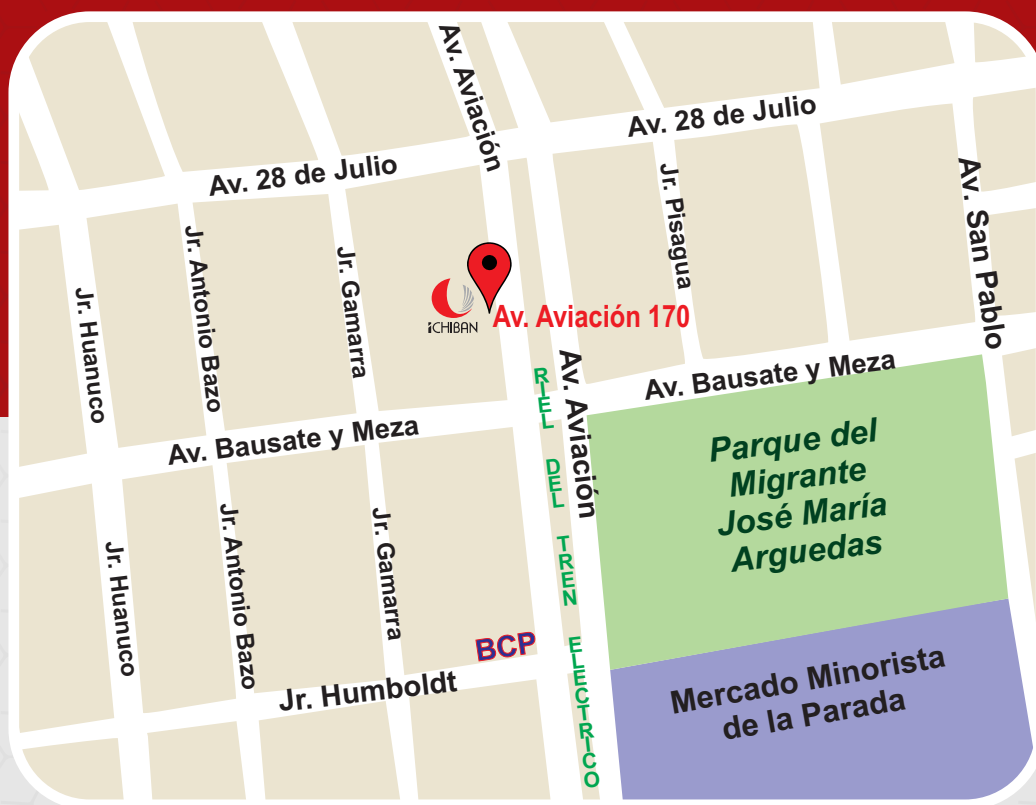 Av. Aviación
Av. 28 de Julio
Av. 28 de Julio
Jr. Pisagua
Av. San Pablo
Jr. Antonio Bazo
Jr. Gamarra
Jr. Huanuco
iCHIBAN
Av. Aviación 170
Av. Aviación
Av. Bausate y Meza
Av. Bausate y Meza
RIEL DEL TREN ELECTRICO
Parque del
Migrante
José María
Arguedas
Jr. Huanuco
Jr. Antonio Bazo
Jr. Gamarra
BCP
Jr. Humboldt
Mercado Minorista
de la Parada